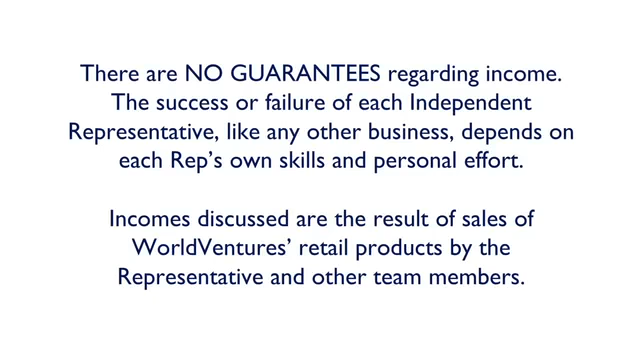 There are NO GUARANTEES regarding income.
The success or failure of each Independent
Representative, like any other business, depends on
each Rep's own skills and personal effort.
Incomes discussed are the result of sales of
WorldVentures' retail products by the
Representative and other team members.